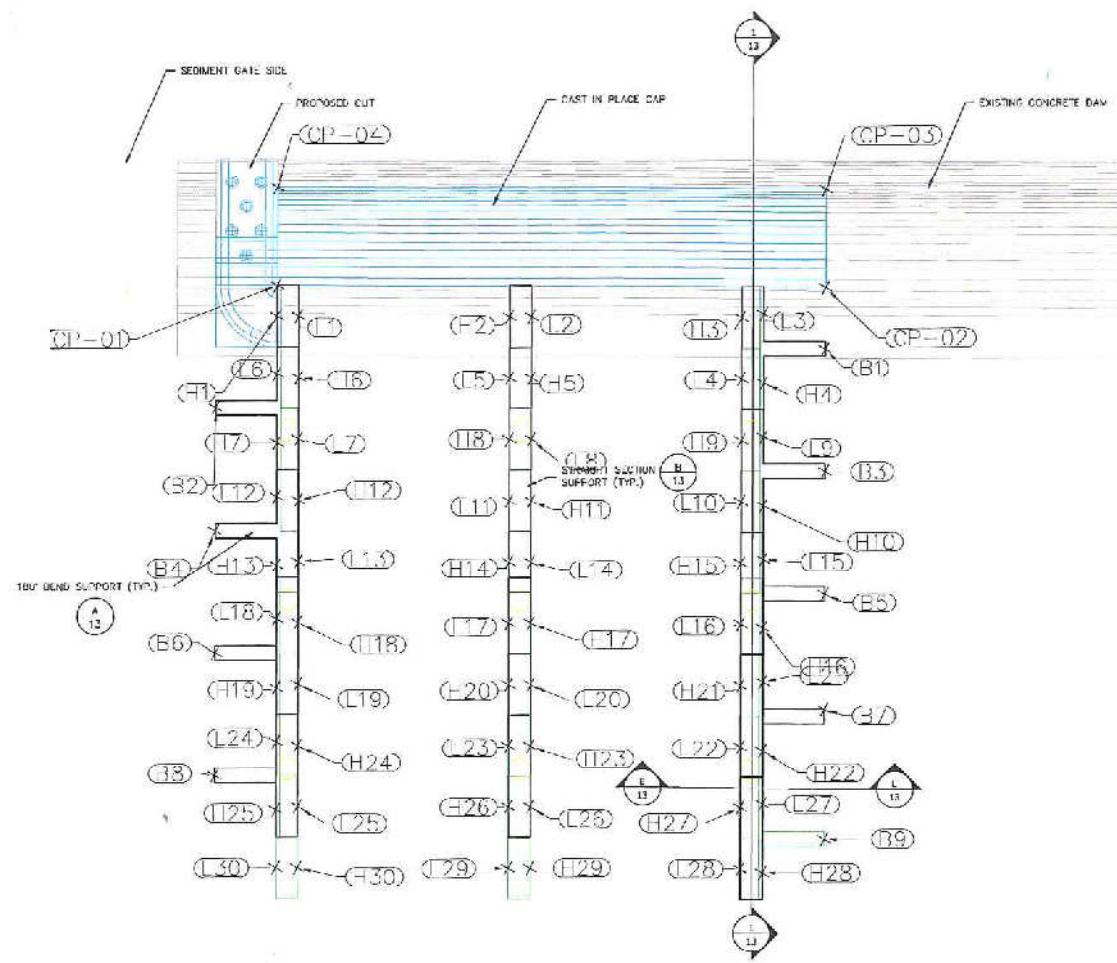 1
13
SEDIMENT GATE SIDE
PROPOSED CUT
CAST IN PLACE CAP
EXISTING CONCRETE DAM
CP-04
CP-03
CP-01
CP-02
H1
L1
H2
L2
H3
L3
B1
L6
H6
L5
H5
L4
H4
H7
L7
H8
L8
H9
L9
B2
STRAIGHT SECTION
SUPPORT (TYP.)
B
13
B3
L12
H12
L11
H11
L10
H10
B4
H13
L13
H14
L14
H15
L15
180° BEND SUPPORT (TYP.)
A
13
B5
L18
H18
L17
H17
L16
H16
B6
H19
L19
H20
L20
H21
L21
B7
L24
H24
L23
H23
L22
H22
B8
E
13
13
H25
L25
H26
L26
H27
L27
B9
L30
H30
L29
H29
L28
H28
13